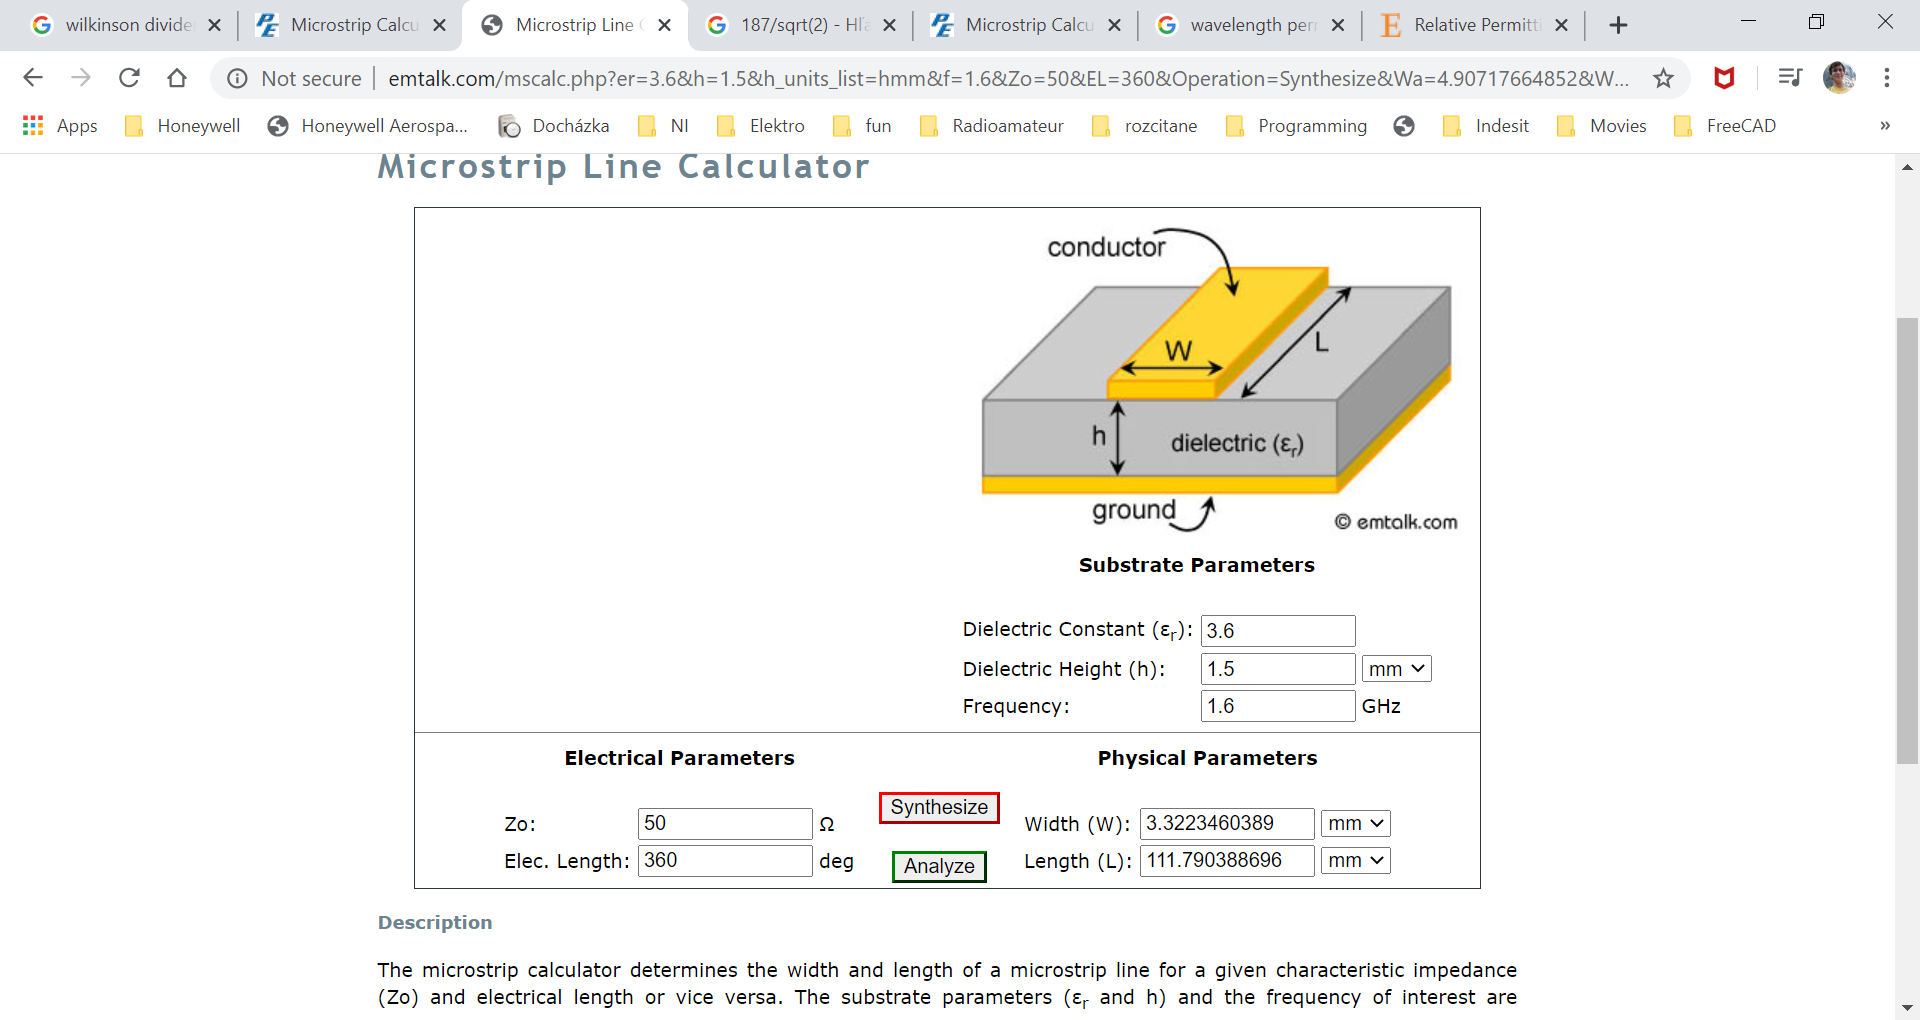 wilkinson divide
Microstrip Calcu
Microstrip Line
187/sqrt(2) - Hľa
Microstrip Calcu
wavelength per
Relative Permitti
Not secure
emtalk.com/mscalc.php?er=3.6&h=1.5&h_units_list=hmm&f=1.6&Zo=50&EL=360&Operation=Synthesize&Wa=4.90717664852&W...
Apps Honeywell Honeywell Aerospa... Docházka NI Elektro fun Radioamateur rozcitane Programming Indesit Movies FreeCAD »
Microstrip Line Calculator
conductor
W
L
h
dielectric (εr)
ground
© emtalk.com
Substrate Parameters
Dielectric Constant (εr): 3.6
Dielectric Height (h): 1.5 mm
Frequency: 1.6 GHz
Electrical Parameters
Physical Parameters
Synthesize
Zo: 50 Ω
Width (W): 3.3223460389 mm
Elec. Length: 360 deg
Analyze
Length (L): 111.790388696 mm
Description
The microstrip calculator determines the width and length of a microstrip line for a given characteristic impedance
(Zo) and electrical length or vice versa. The substrate parameters (εr and h) and the frequency of interest are